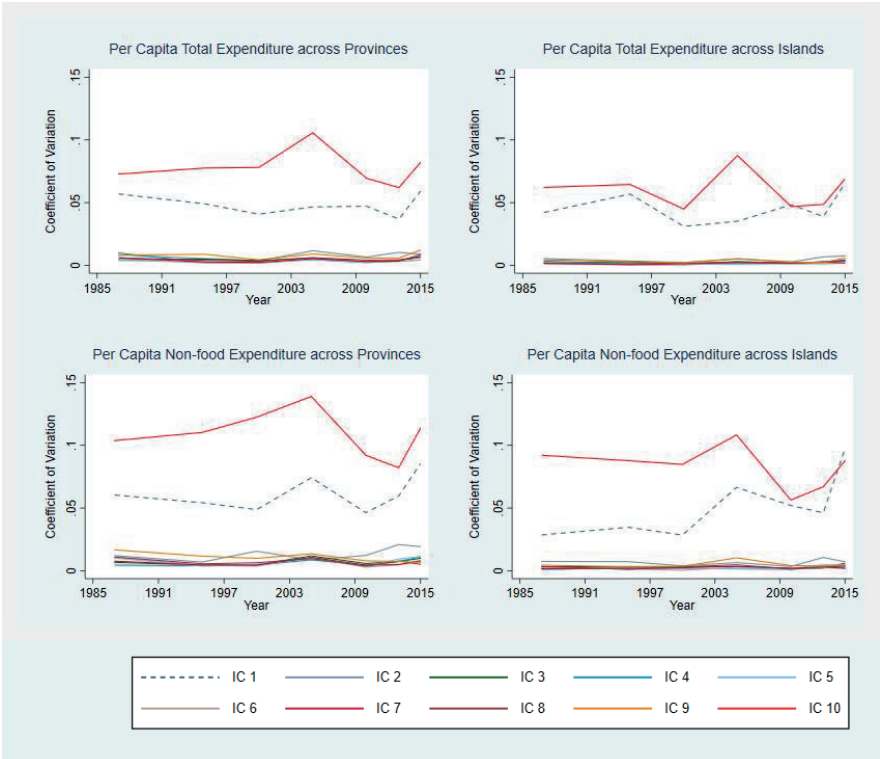 Per Capita Total Expenditure across Provinces
Coefficient of Variation
.15
.1
.05
0
1985 1991 1997 2003 2009 2015
Year
Per Capita Total Expenditure across Islands
Coefficient of Variation
.15
.1
.05
0
1985 1991 1997 2003 2009 2015
Year
Per Capita Non-food Expenditure across Provinces
Coefficient of Variation
.15
.1
.05
0
1985 1991 1997 2003 2009 2015
Year
Per Capita Non-food Expenditure across Islands
Coefficient of Variation
.15
.1
.05
0
1985 1991 1997 2003 2009 2015
Year
IC 1 IC 2 IC 3 IC 4 IC 5
IC 6 IC 7 IC 8 IC 9 IC 10